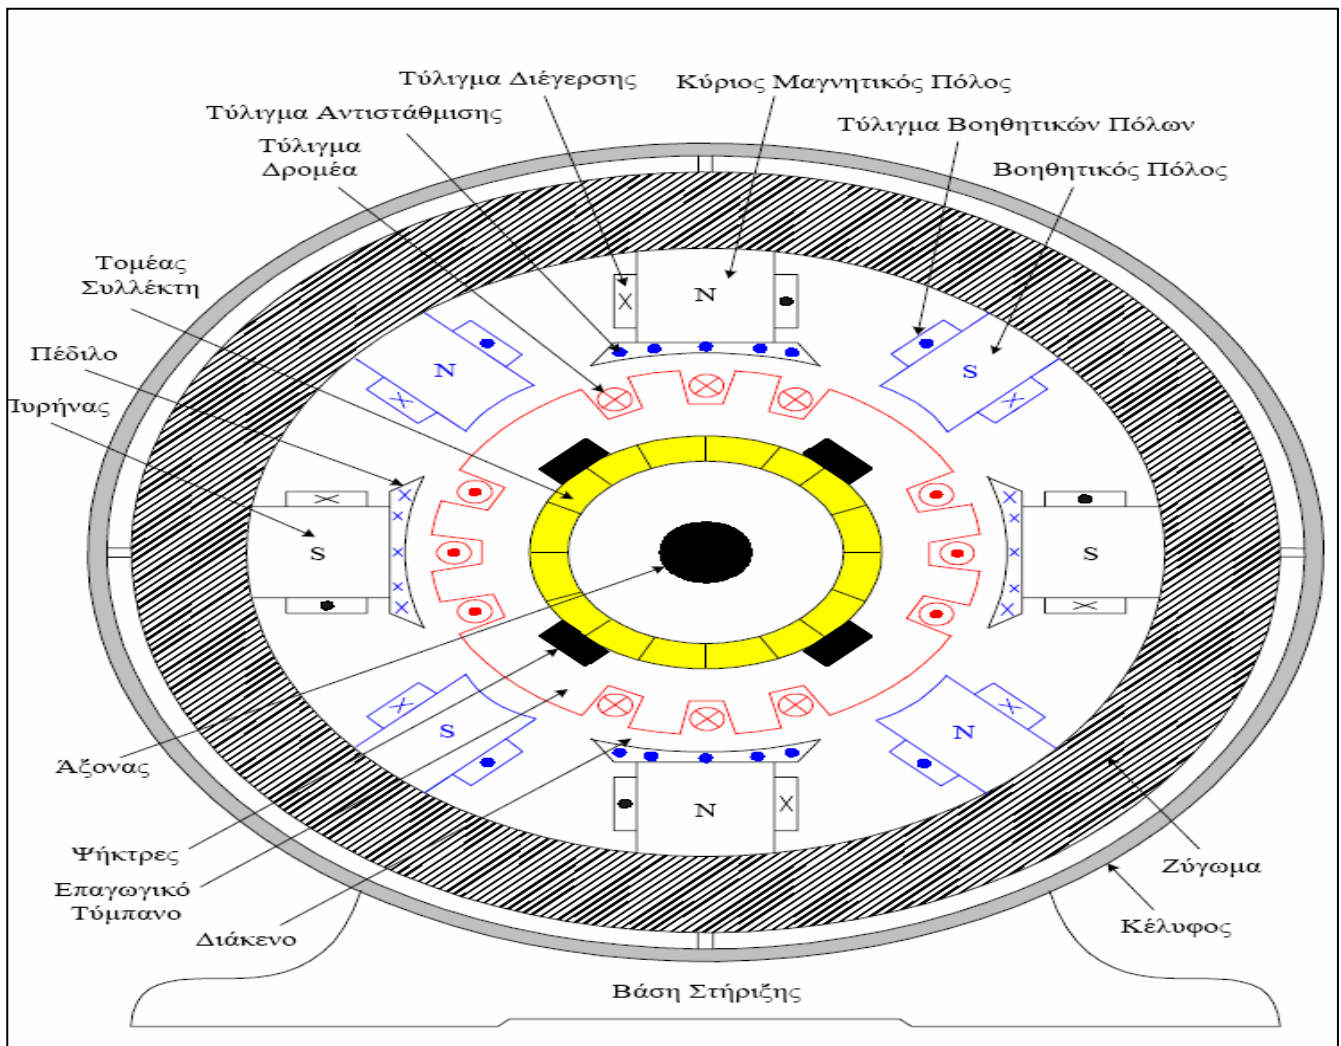 Τύλιγμα Διέγερσης
Κύριος Μαγνητικός Πόλος
Τύλιγμα Αντιστάθμισης
Τύλιγμα Βοηθητικών Πόλων
Τύλιγμα
Δρομέα
Βοηθητικός Πόλος
Τομέας
Συλλέκτη
N
Πέδιλο
N
S
Ιυρήνας
S
S
S
N
Άξονας
N
Ψήκτρες
Ζύγωμα
Επαγωγικό
Τύμπανο
Κέλυφος
Διάκενο
Βάση Στήριξης